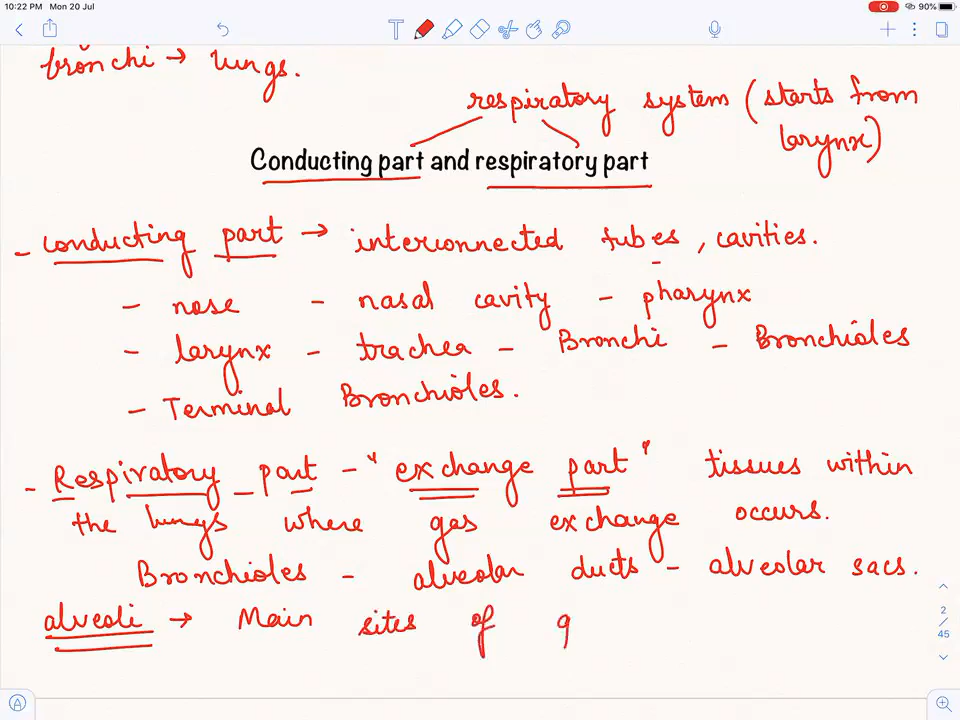 10:22 PM Mon 20 Jul 90%
bronchi → lungs.
respiratory system (starts from larynx)
Conducting part and respiratory part
- conducting part → interconnected tubes, cavities.
- nose - nasal cavity - pharynx
- larynx - trachea - Bronchi - Bronchioles
- Terminal Bronchioles.
- Respiratory part - "exchange part" tissues within
the lungs where gas exchange occurs.
Bronchioles - alveolar ducts - alveolar sacs.
alveoli → Main sites of g
2
/
45